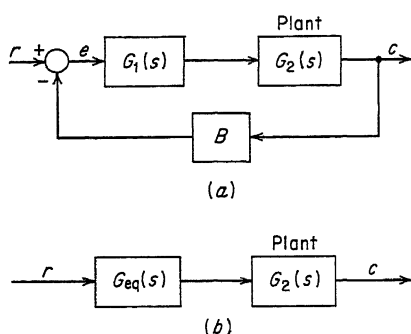 Plant
r + e G₁(s) G₂(s) c
−
B
(a)
Plant
r Geq(s) G₂(s) c
(b)